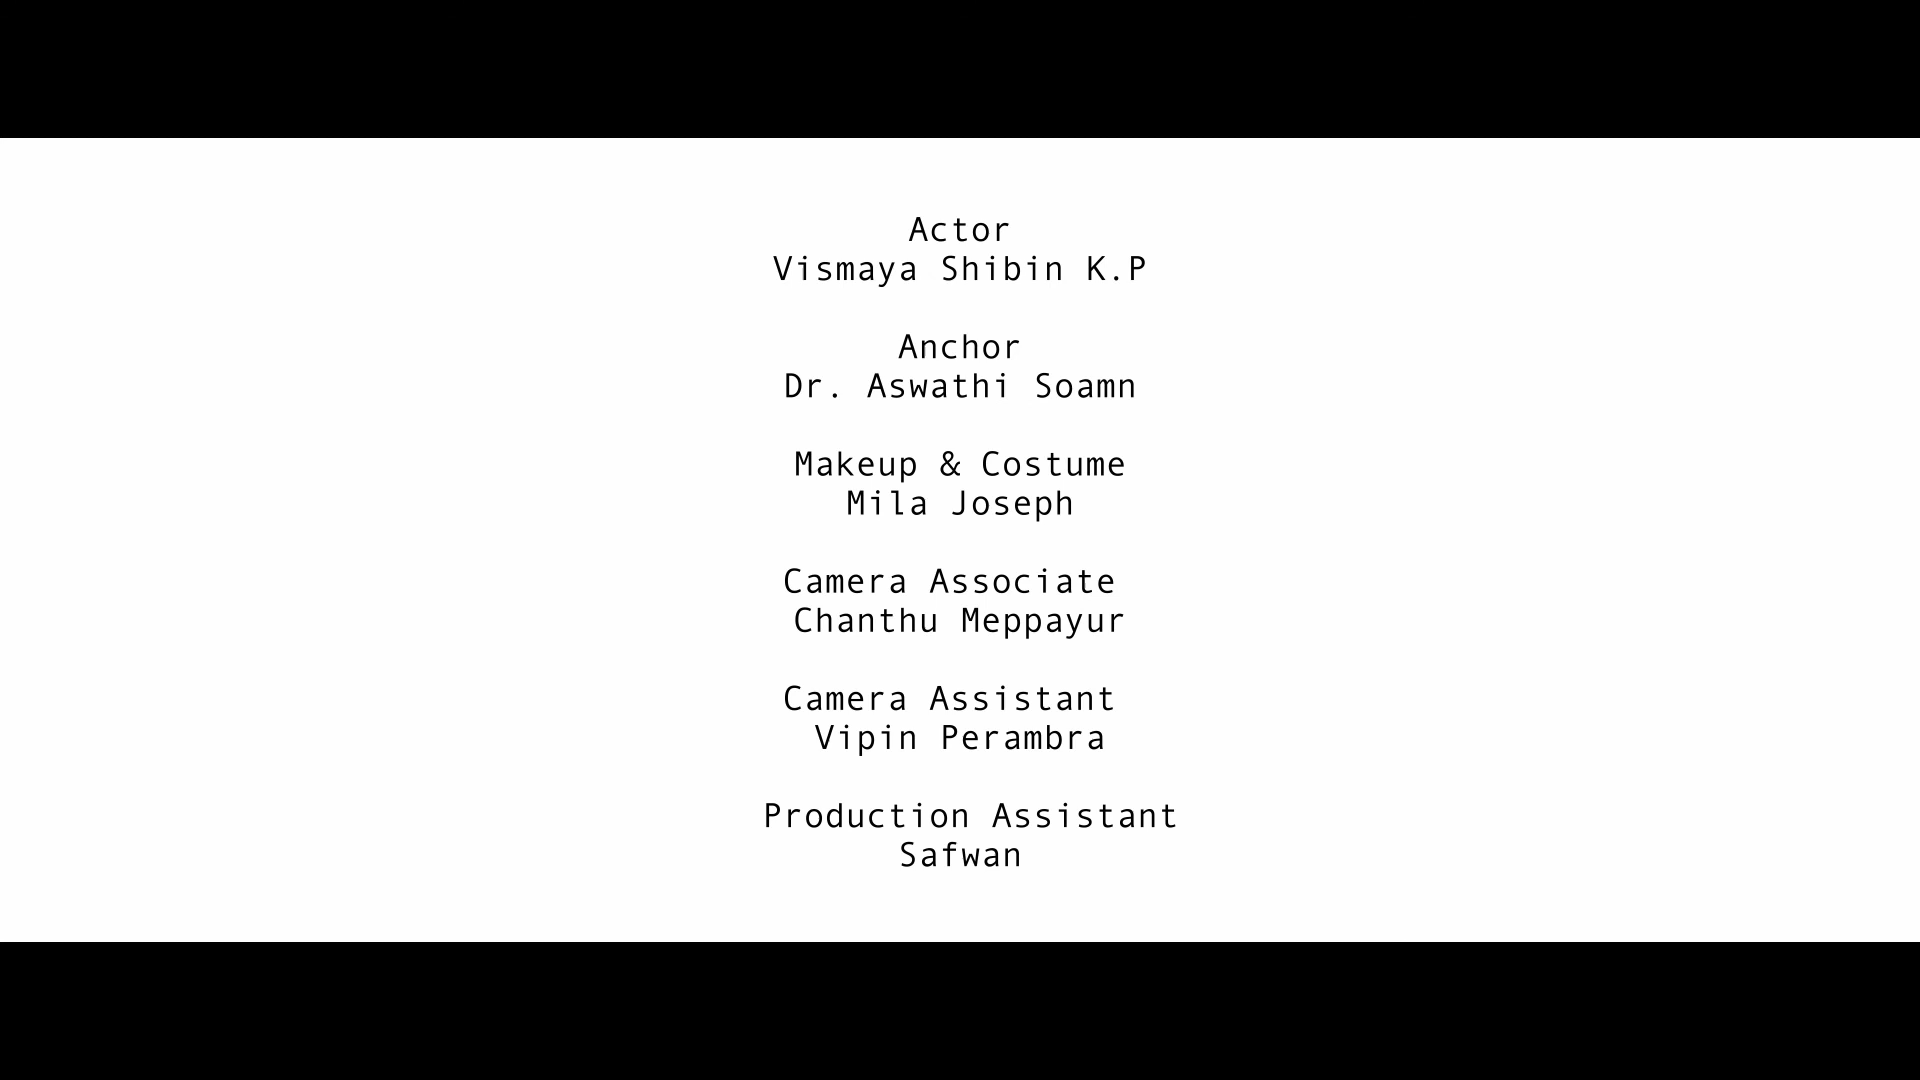 Actor
Vismaya Shibin K.P
Anchor
Dr. Aswathi Soamn
Makeup & Costume
Mila Joseph
Camera Associate
Chanthu Meppayur
Camera Assistant
Vipin Perambra
Production Assistant
Safwan